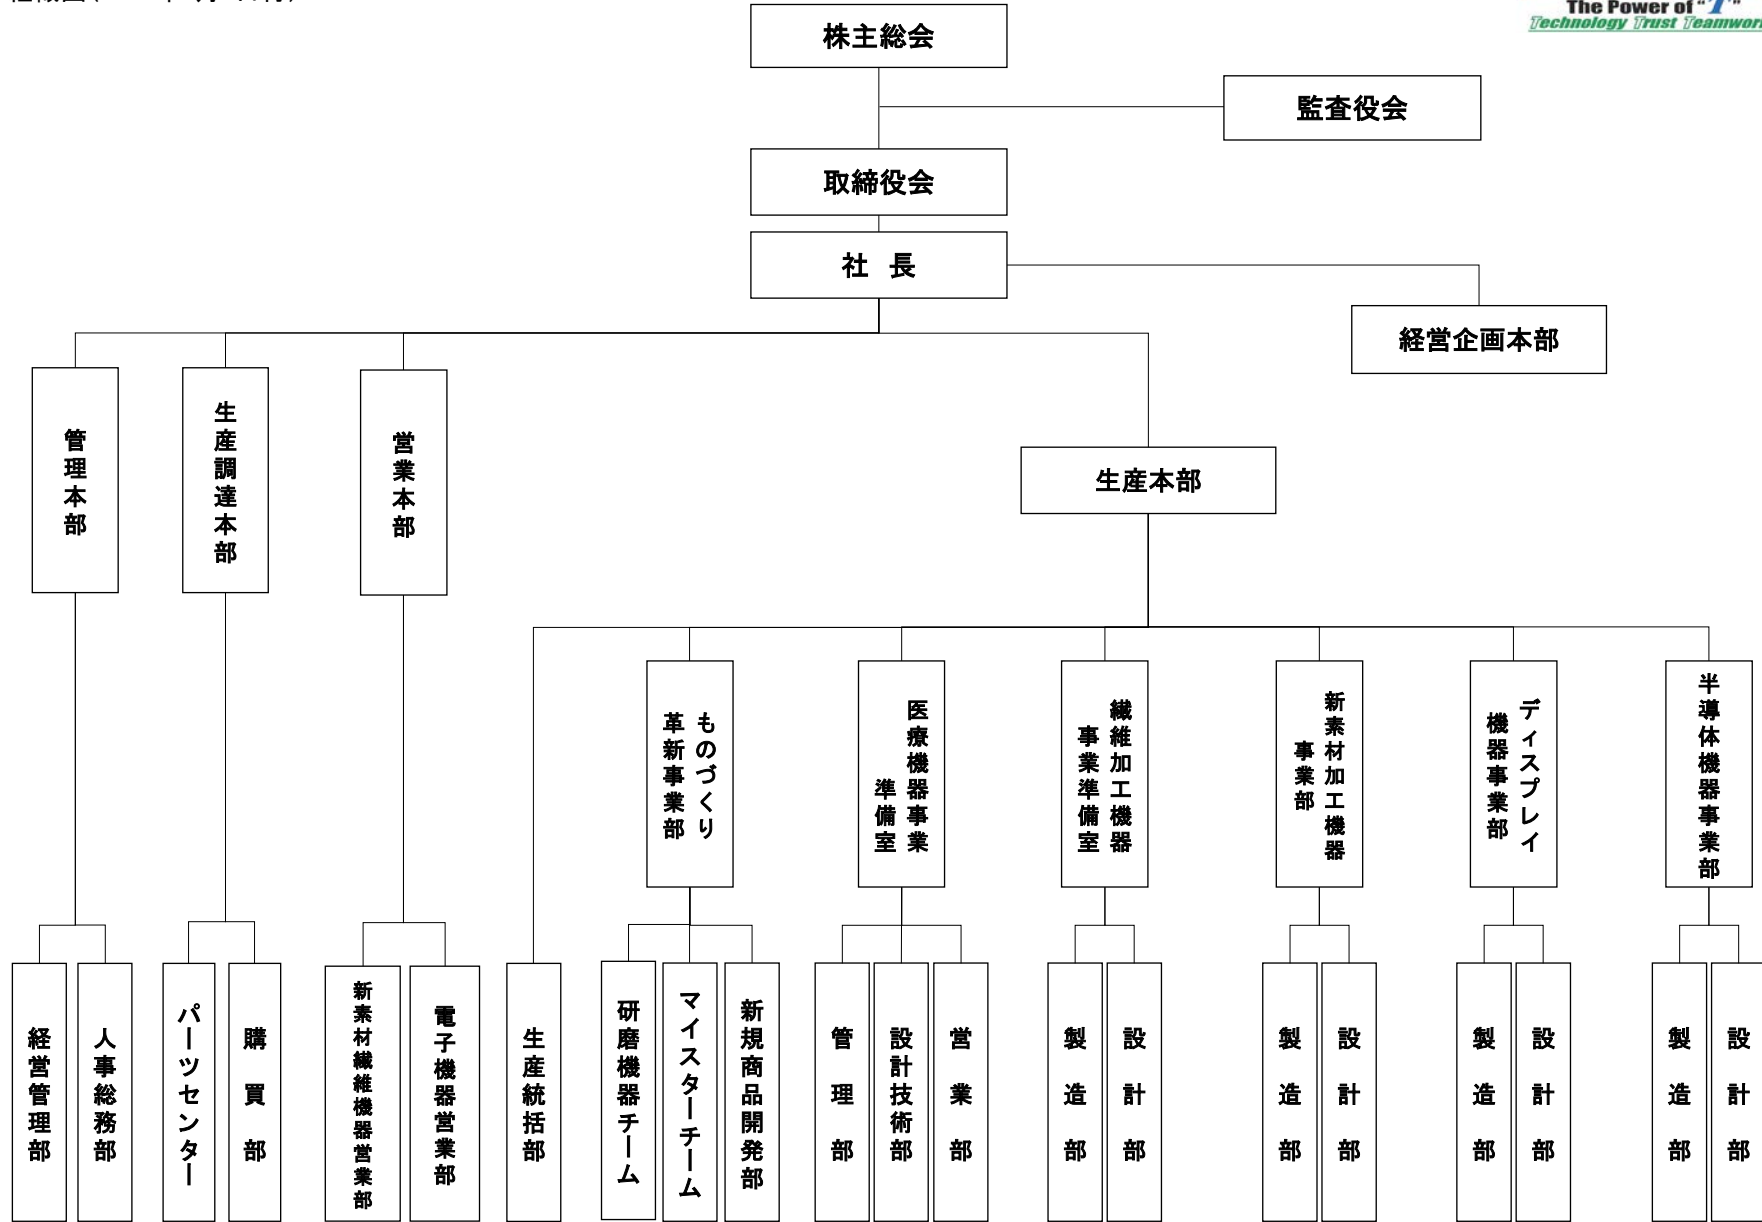 The Power of "T"
Technology Trust Teamwork
株主総会
監査役会
取締役会
社 長
経営企画本部
管理本部
生産調達本部
営業本部
生産本部
ものづくり
革新事業部
医療機器事業
準備室
繊維加工機器
事業準備室
新素材加工機器
事業部
ディスプレイ
機器事業部
半導体機器事業部
経営管理部
人事総務部
パーツセンター
購買部
新素材繊維機器営業部
電子機器営業部
生産統括部
研磨機器チーム
マイスターチーム
新規商品開発部
管理部
設計技術部
営業部
製造部
設計部
製造部
設計部
製造部
設計部
製造部
設計部